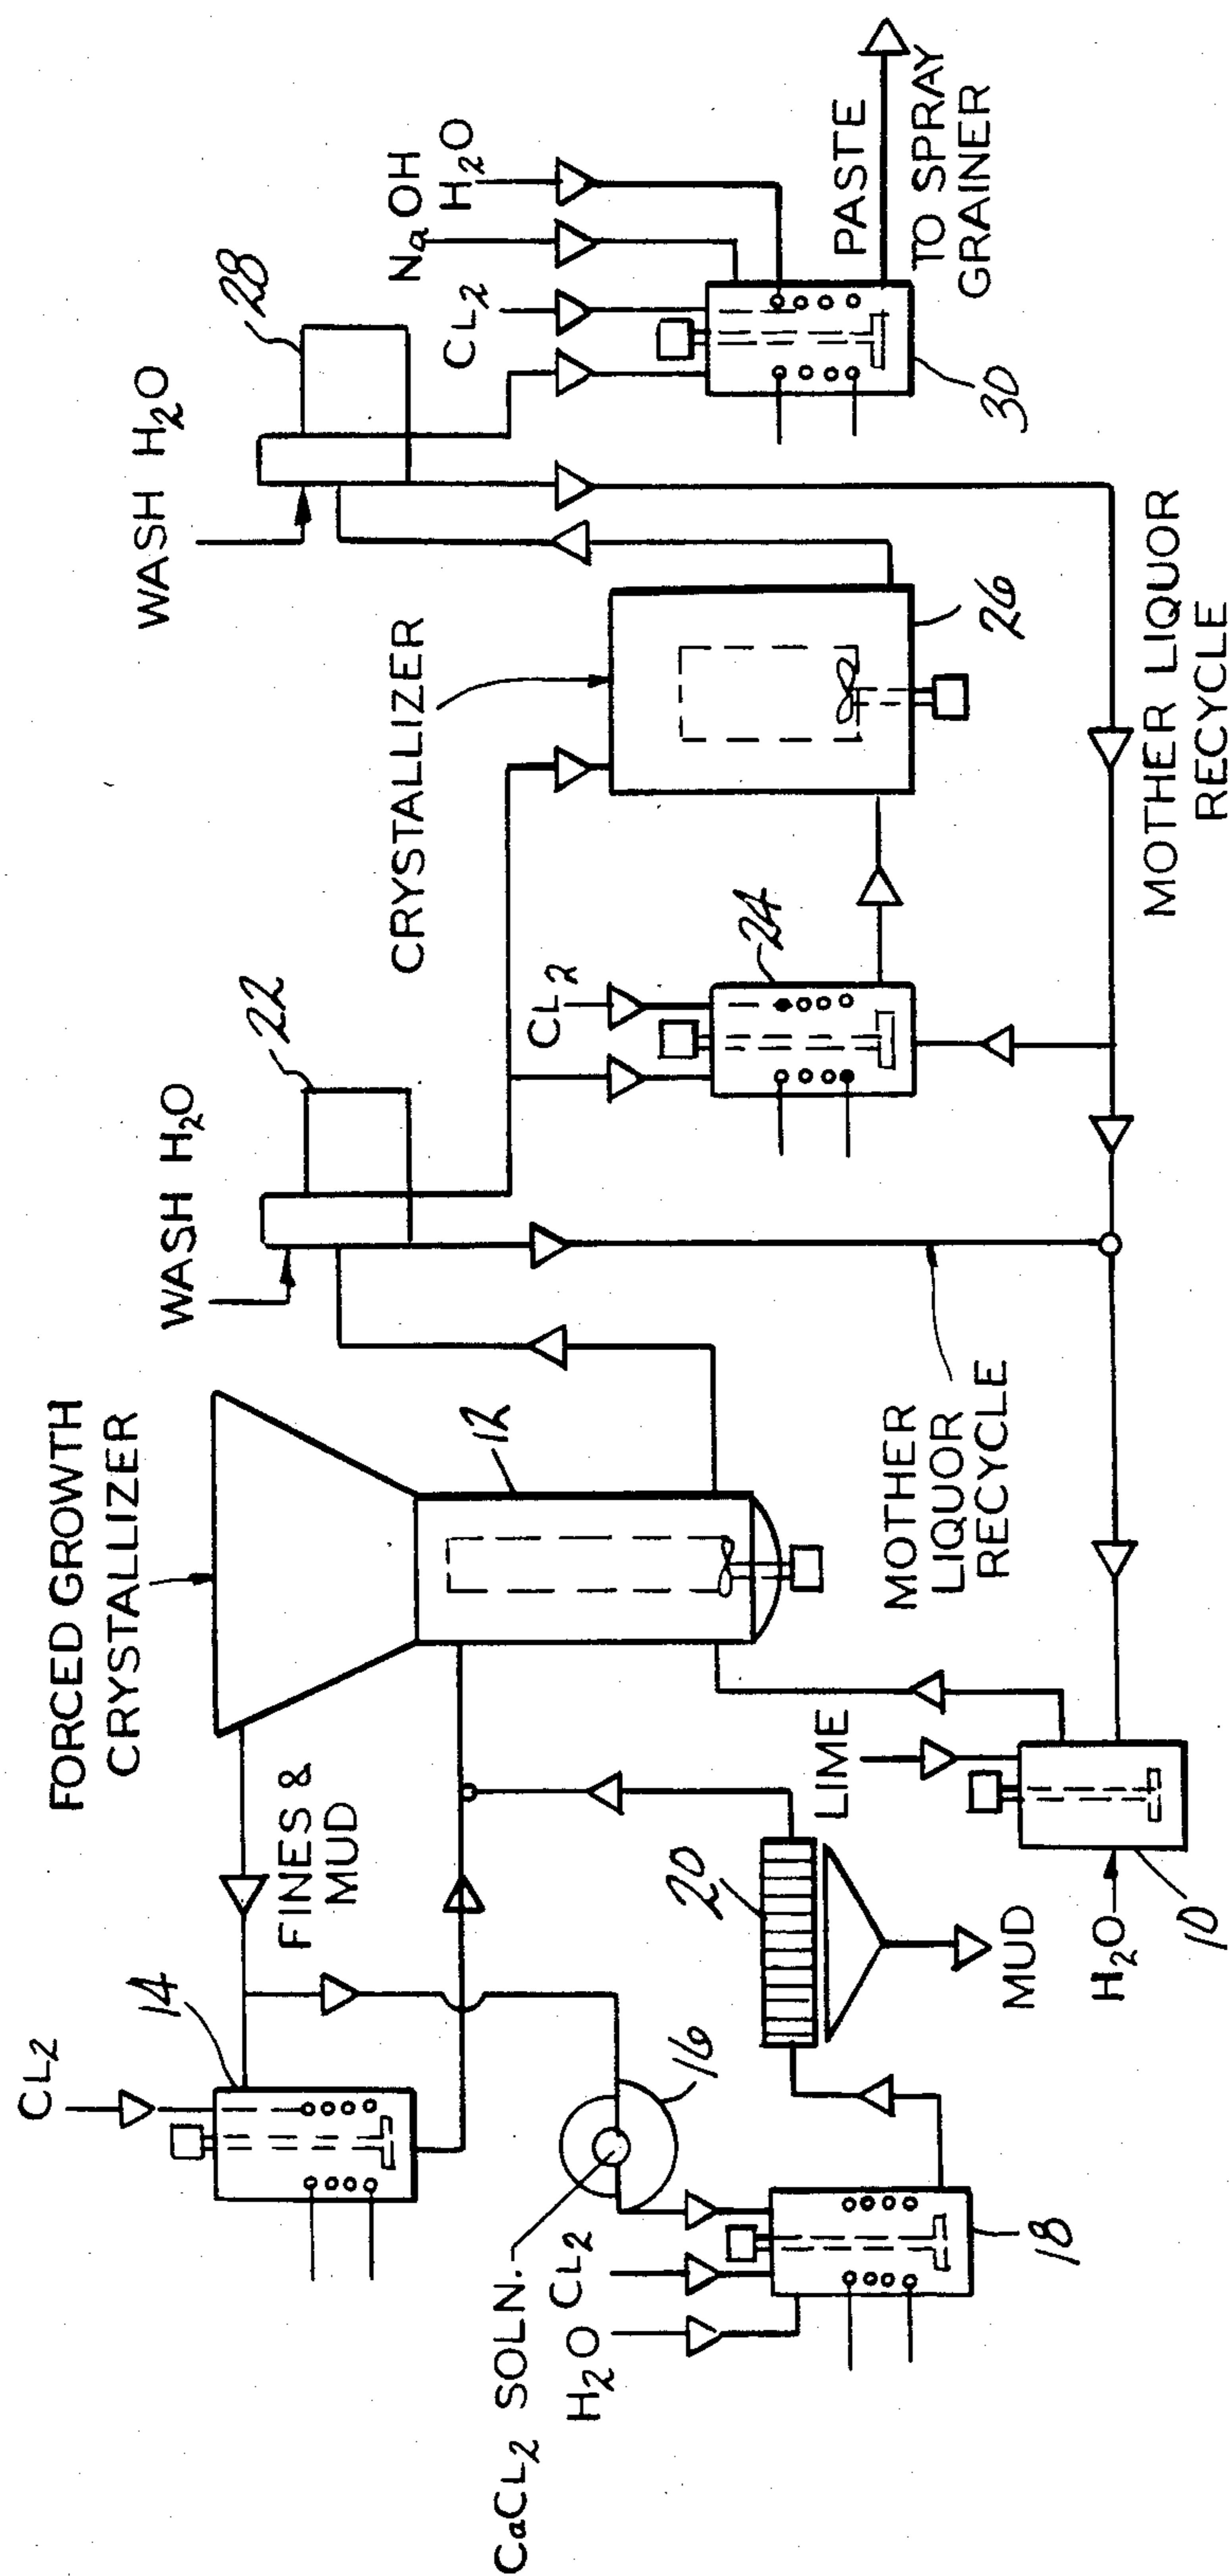 CL2
14
FINES &
MUD
FORCED GROWTH
CRYSTALLIZER
12
WASH H2O
22
CRYSTALLIZER
WASH H2O
28
CL2
NaOH
H2O
PASTE
TO SPRAY
GRAINER
30
26
CL2
24
CaCL2 SOLN.
H2O
CL2
16
18
20
MUD
LIME
H2O
10
MOTHER
LIQUOR
RECYCLE
MOTHER LIQUOR
RECYCLE